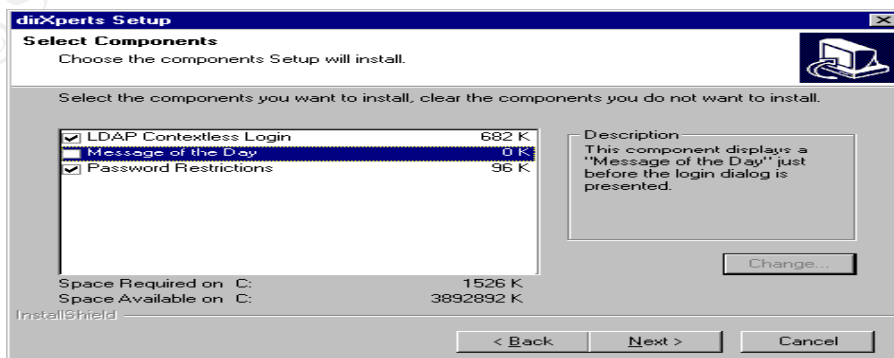 dirXperts Setup
Select Components
Choose the components Setup will install.
Select the components you want to install, clear the components you do not want to install.
LDAP Contextless Login 682 K
Message of the Day 0 K
Password Restrictions 96 K
Description
This component displays a
"Message of the Day" just
before the login dialog is
presented.
Change...
Space Required on C: 1526 K
Space Available on C: 3892892 K
InstallShield
< Back Next > Cancel